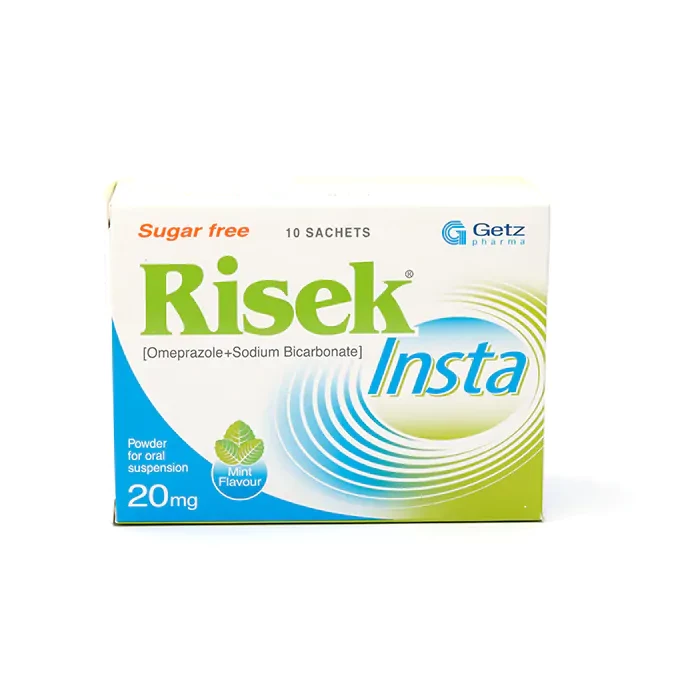 Sugar free
10 SACHETS
Getz
pharma
Risek®
[Omeprazole+Sodium Bicarbonate]
Insta
Powder
for oral
suspension
20mg
Mint
Flavour